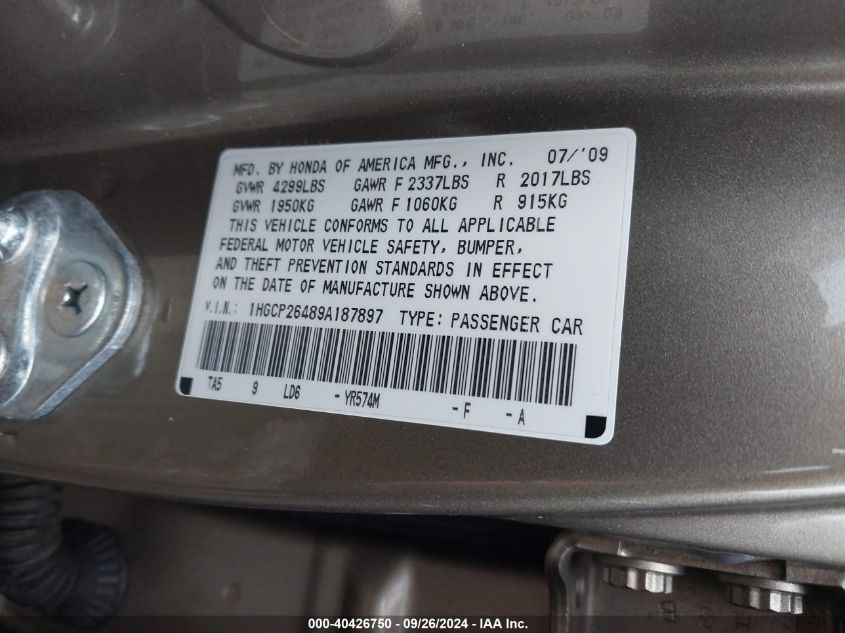 MFD. BY HONDA OF AMERICA MFG., INC. 07/'09
GVWR 4299LBS GAWR F 2337LBS R 2017LBS
GVWR 1950KG GAWR F 1060KG R 915KG
THIS VEHICLE CONFORMS TO ALL APPLICABLE
FEDERAL MOTOR VEHICLE SAFETY, BUMPER,
AND THEFT PREVENTION STANDARDS IN EFFECT
ON THE DATE OF MANUFACTURE SHOWN ABOVE.
V.I.N.: 1HGCP26489A187897 TYPE: PASSENGER CAR
TA5 9 LD6 -YR574M -F -A
000-40426750 - 09/26/2024 - IAA Inc.